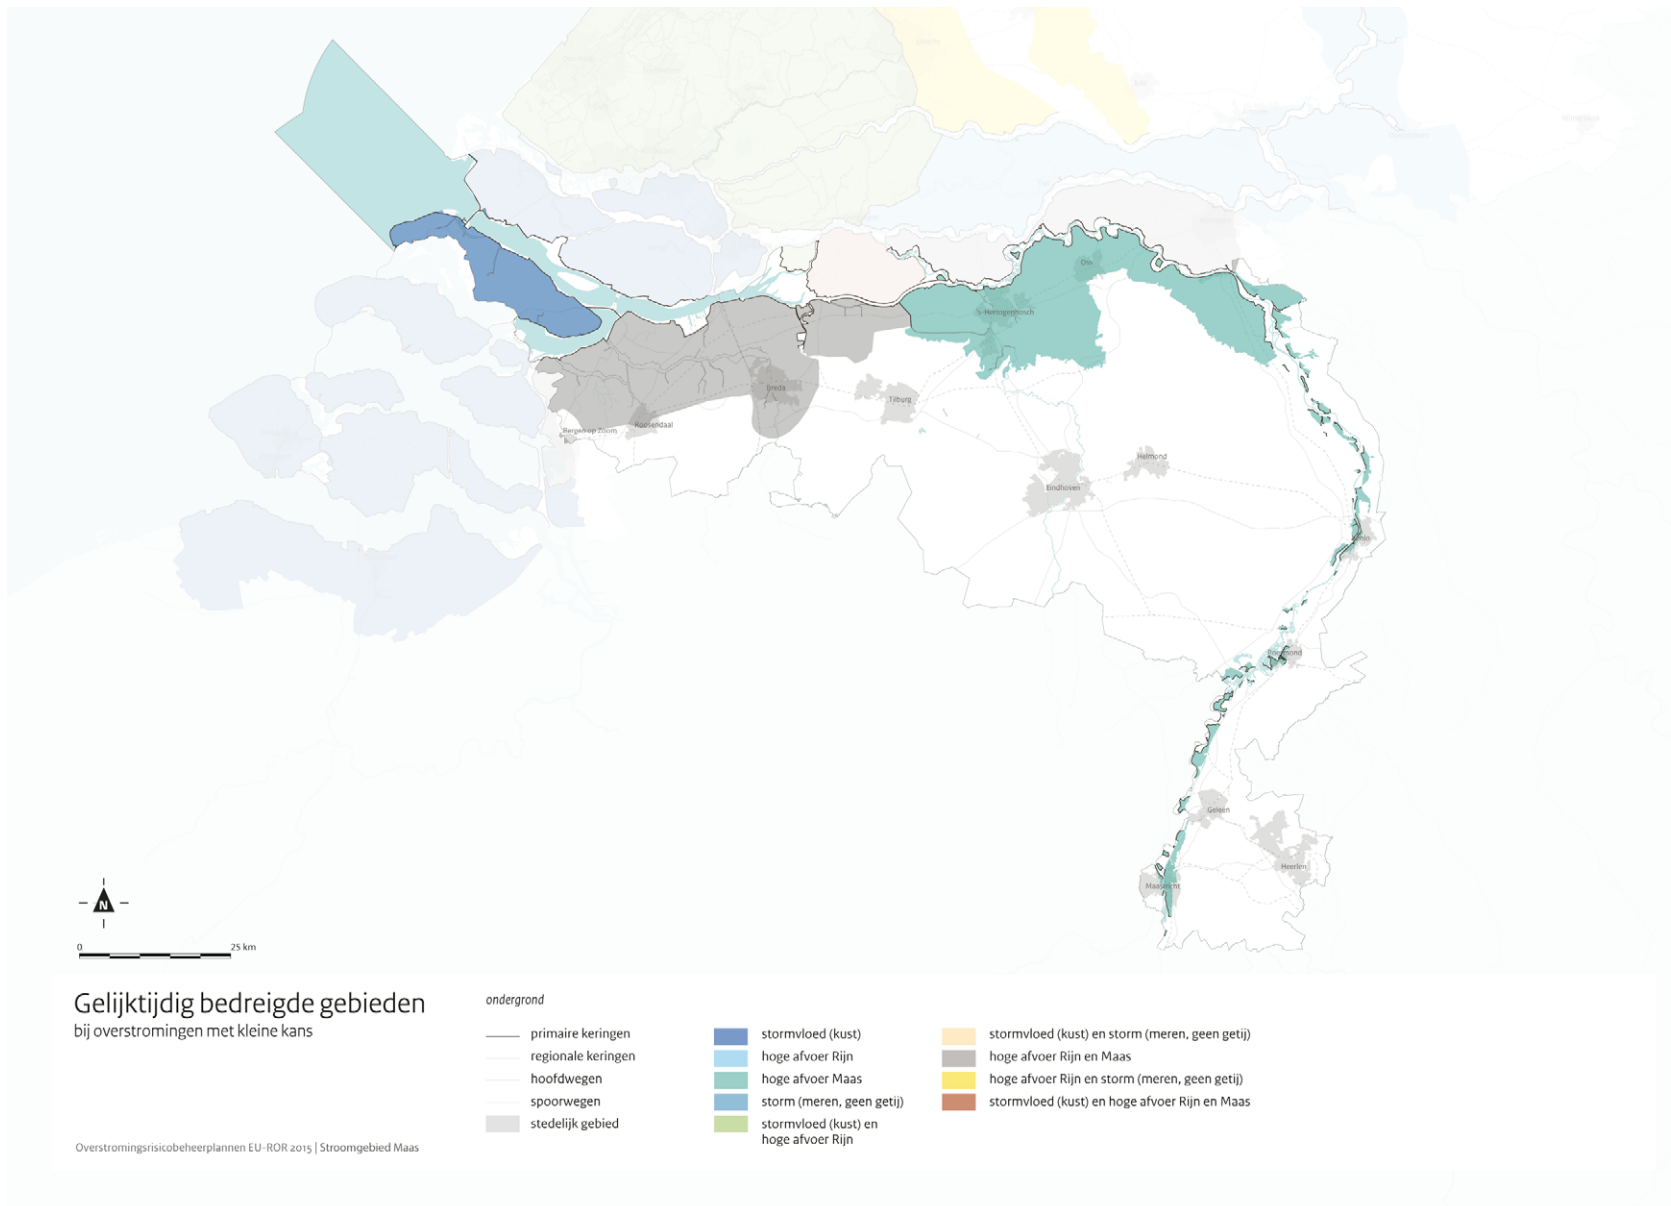 Oss
's-Hertogenbosch
Breda
Tilburg
Roosendaal
Bergen op Zoom
Helmond
Eindhoven
Roermond
Geleen
Heerlen
Maastricht
N
0 25 km
Gelijktijdig bedreigde gebieden
bij overstromingen met kleine kans
Overstromingsrisicobeheerplannen EU-ROR 2015 | Stroomgebied Maas
ondergrond
primaire keringen
regionale keringen
hoofdwegen
spoorwegen
stedelijk gebied
stormvloed (kust)
hoge afvoer Rijn
hoge afvoer Maas
storm (meren, geen getij)
stormvloed (kust) en
hoge afvoer Rijn
stormvloed (kust) en storm (meren, geen getij)
hoge afvoer Rijn en Maas
hoge afvoer Rijn en storm (meren, geen getij)
stormvloed (kust) en hoge afvoer Rijn en Maas